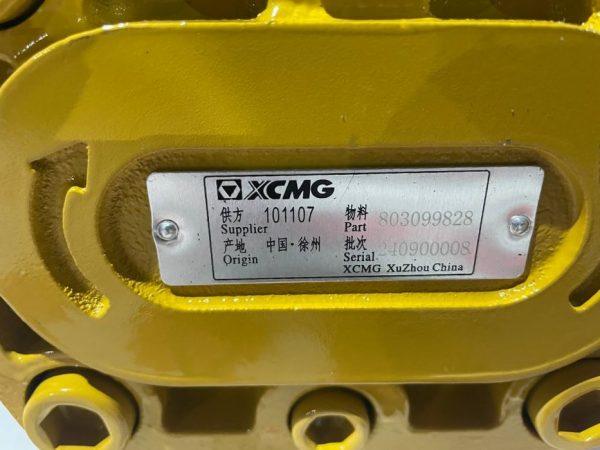 XCMG
供方 101107 物料 803099828
Supplier Part
产地 中国·徐州 批次 240900008
Origin Serial
XCMG XuZhou China